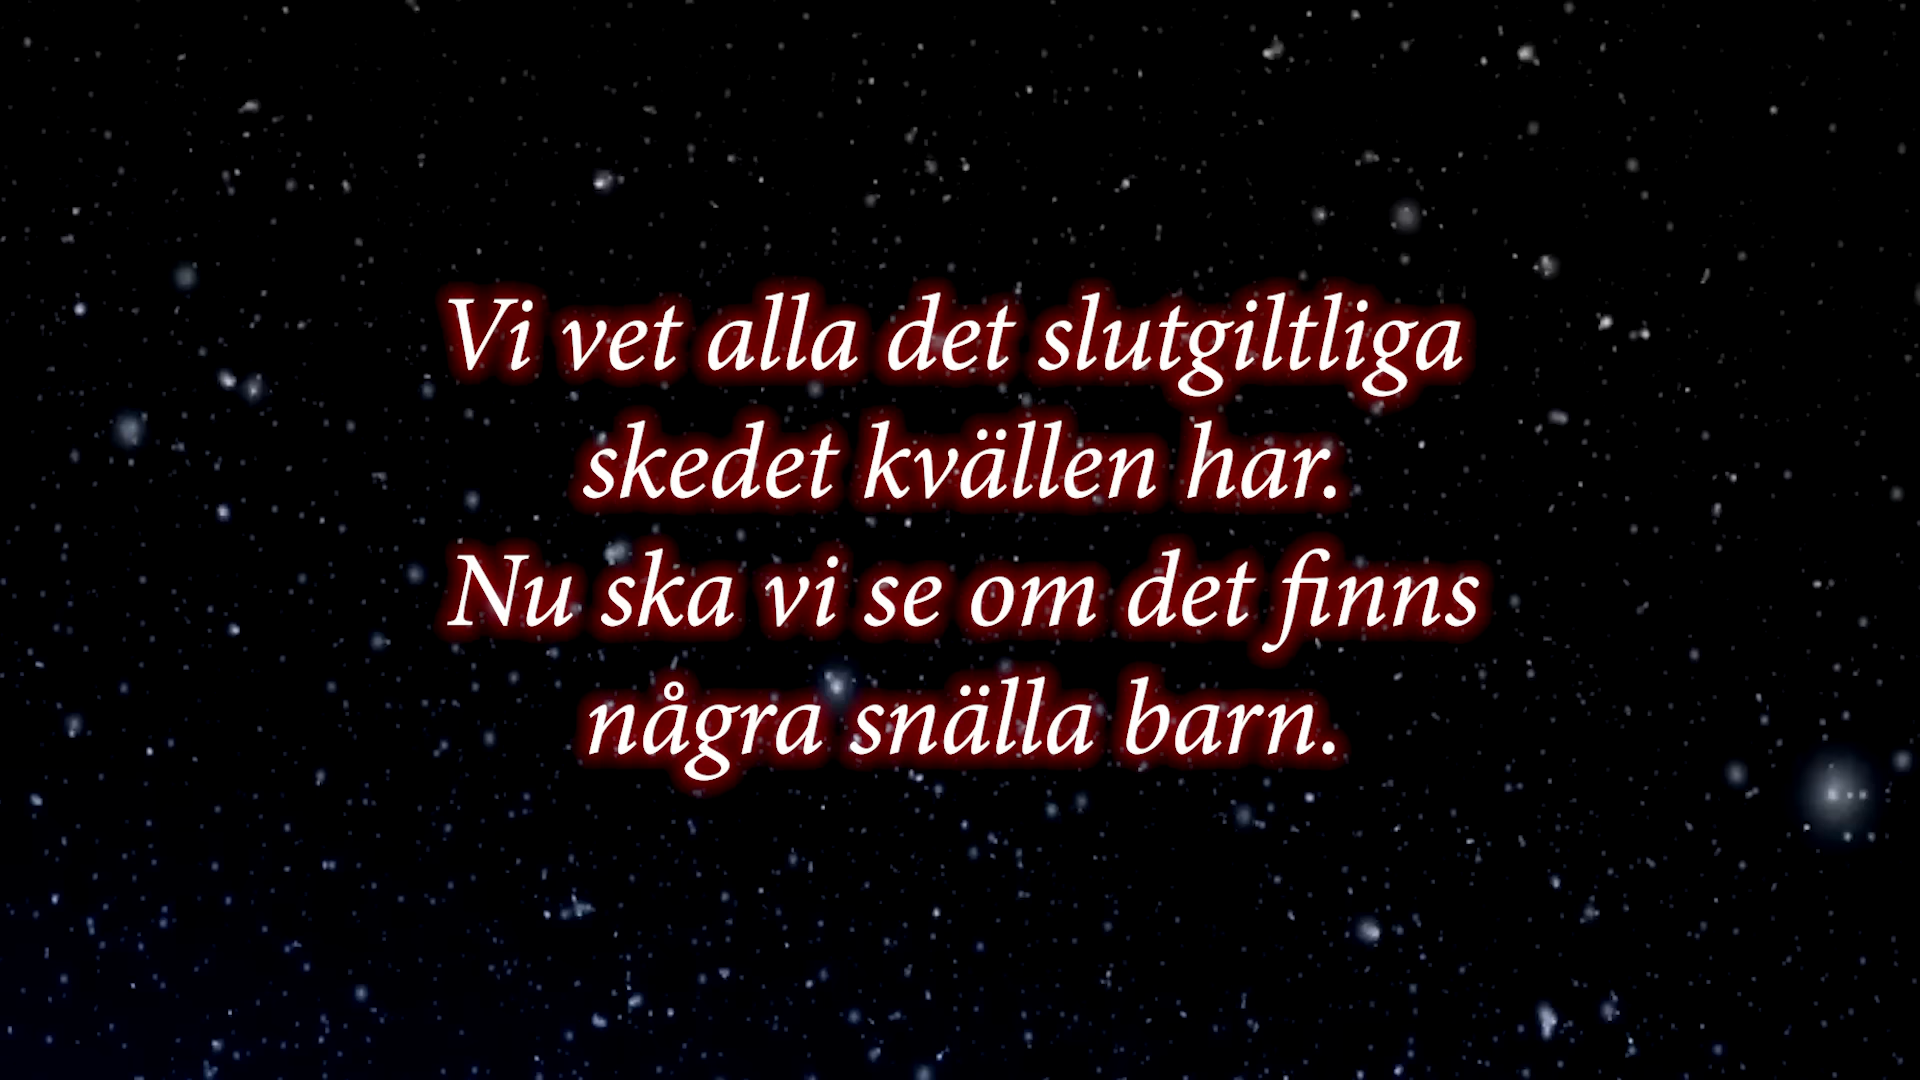 Vi vet alla det slutgiltliga
skedet kvällen har.
Nu ska vi se om det finns
några snälla barn.